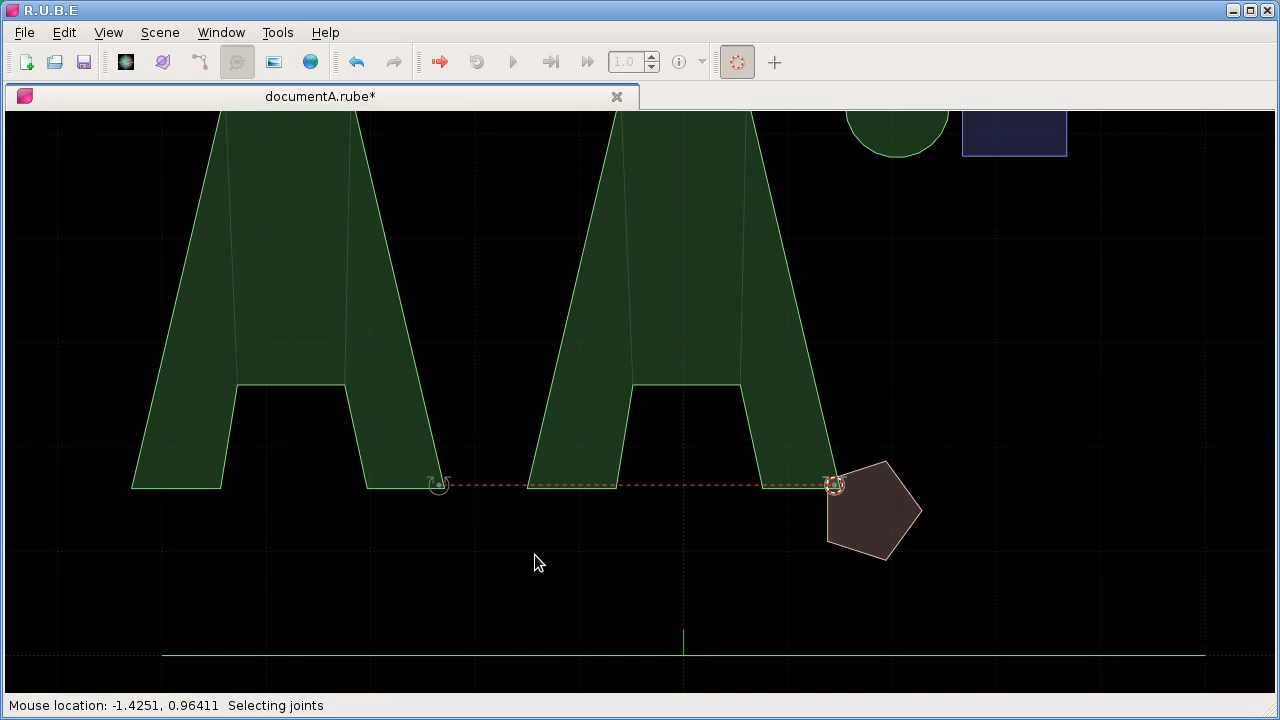 R.U.B.E
File Edit View Scene Window Tools Help
1.0
documentA.rube*
Mouse location: -1.4251, 0.96411 Selecting joints